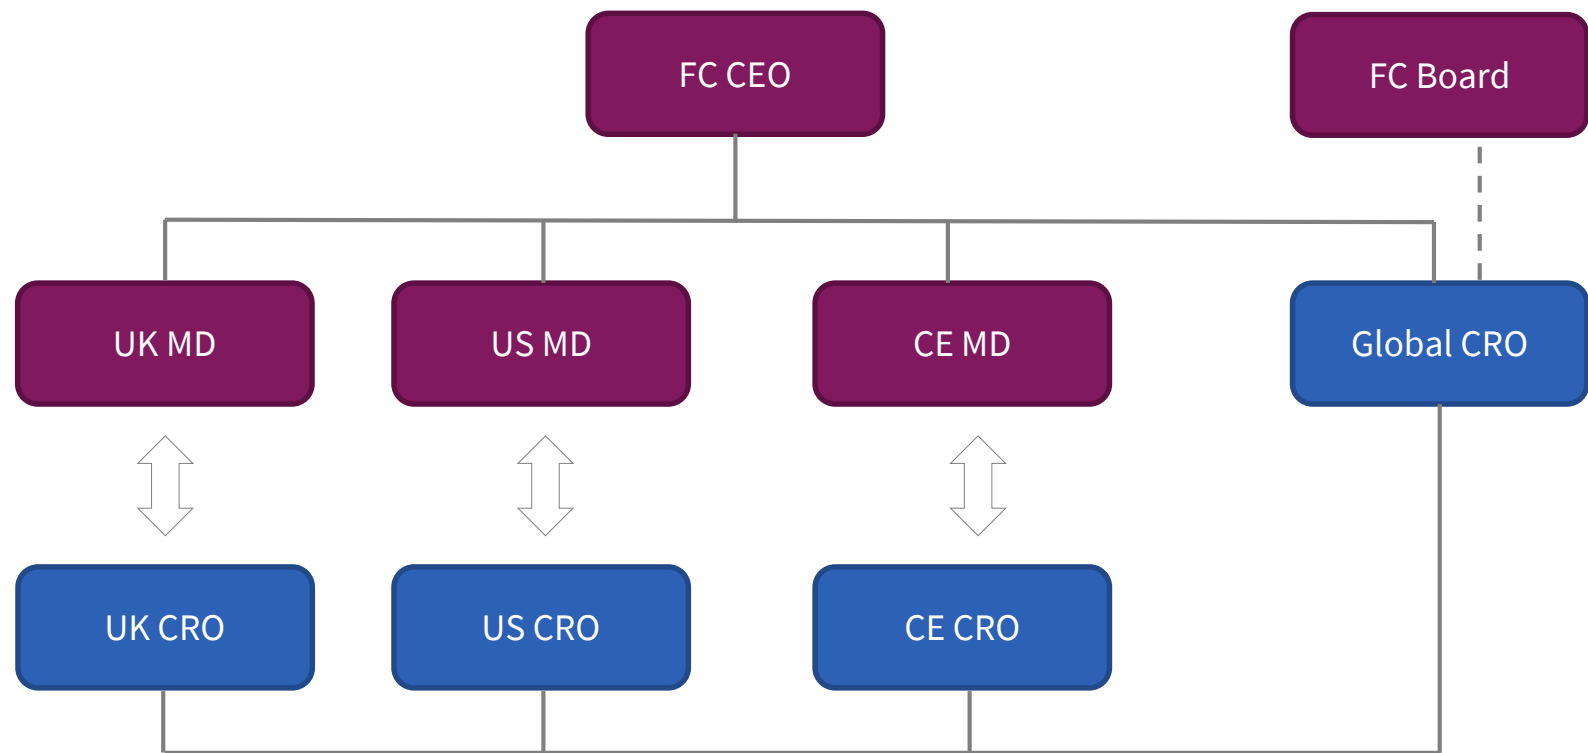 FC CEO
FC Board
UK MD
US MD
CE MD
Global CRO
UK CRO
US CRO
CE CRO